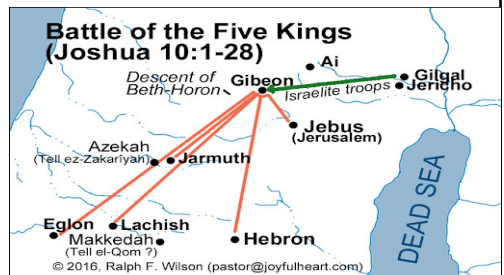 Battle of the Five Kings
(Joshua 10:1-28)
Ai
Descent of
Beth-Horon
Gibeon
Gilgal
Jericho
Israelite troops
Jebus
(Jerusalem)
Azekah
(Tell ez-Zakarîyah)
Jarmuth
Eglon
Lachish
Makkedah
(Tell el-Qom ?)
Hebron
DEAD SEA
© 2016, Ralph F. Wilson (pastor@joyfulheart.com)